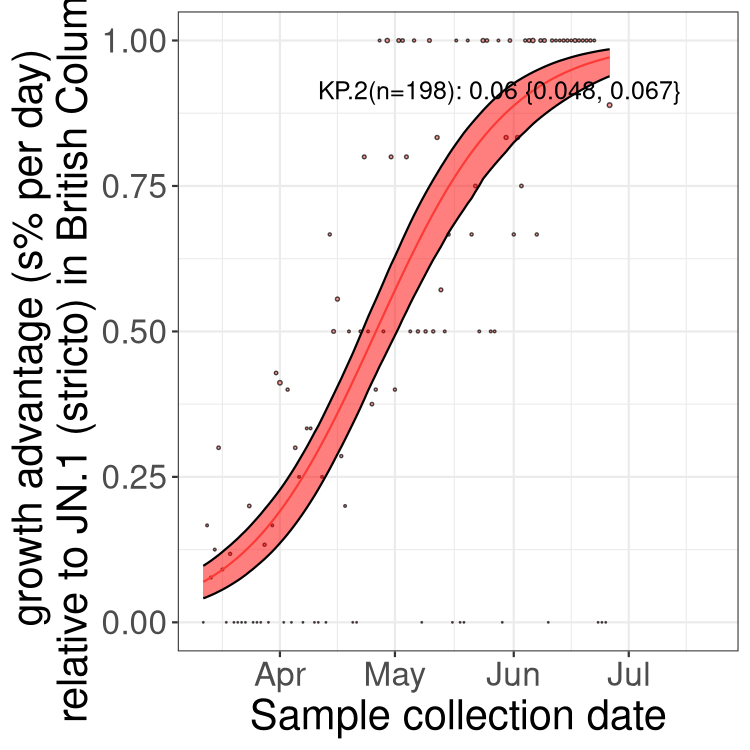 growth advantage (s% per day)
relative to JN.1 (stricto) in British Colum
1.00
0.75
0.50
0.25
0.00
KP.2(n=198): 0.06 {0.048, 0.067}
Apr May Jun Jul
Sample collection date